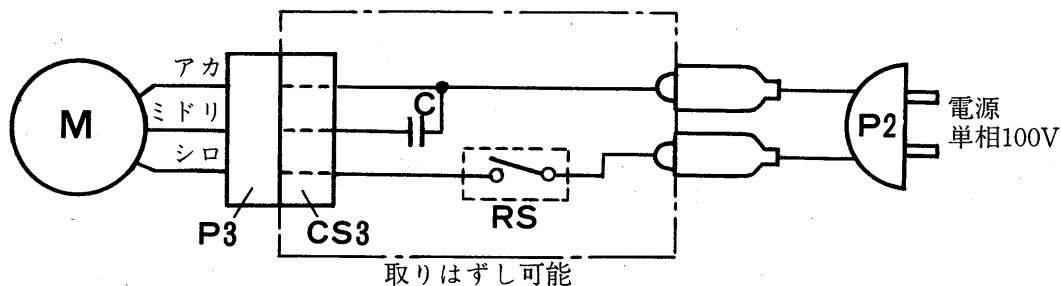 アカ
ミドリ
シロ
M
C
RS
P3
CS3
P2
電源
単相100V
取りはずし可能